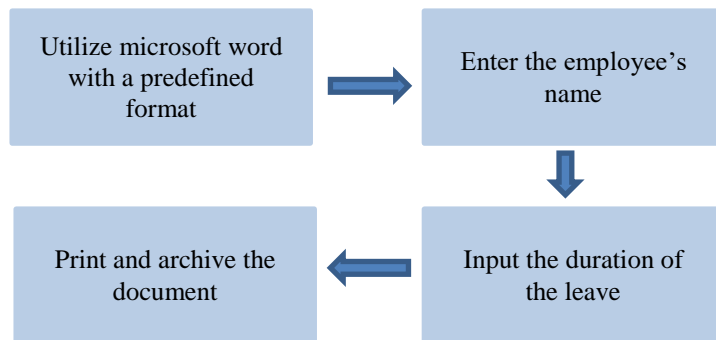 Utilize microsoft word
with a predefined
format
Enter the employee’s
name
Input the duration of
the leave
Print and archive the
document